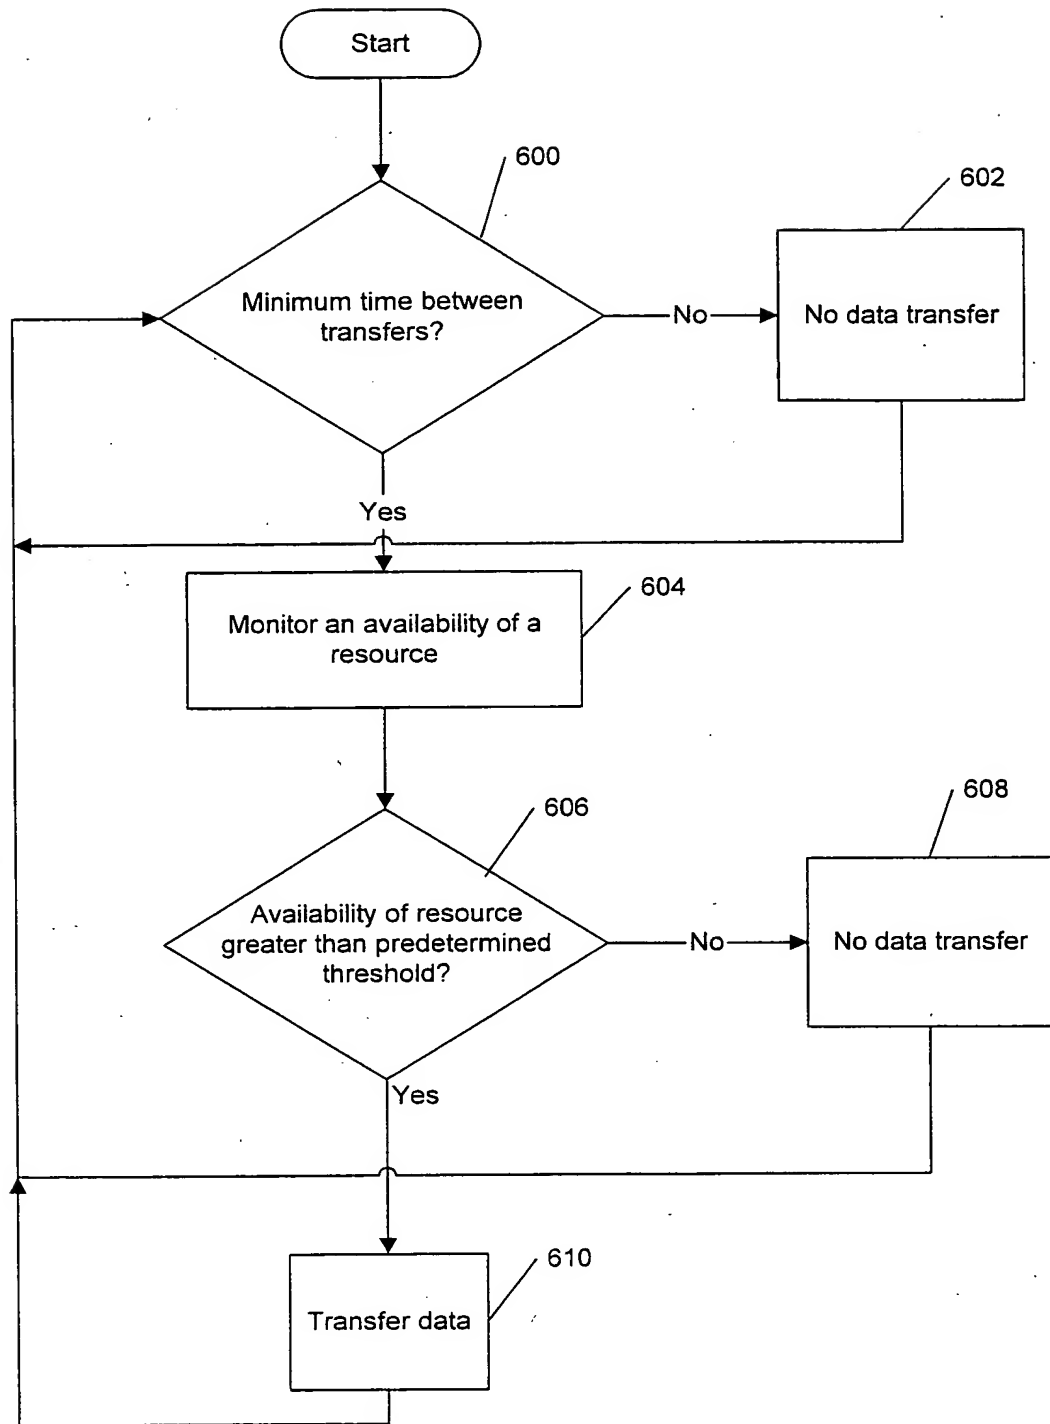 Start
600
602
Minimum time between
transfers?
No
No data transfer
Yes
604
Monitor an availability of a
resource
606
608
Availability of resource
greater than predetermined
threshold?
No
No data transfer
Yes
610
Transfer data